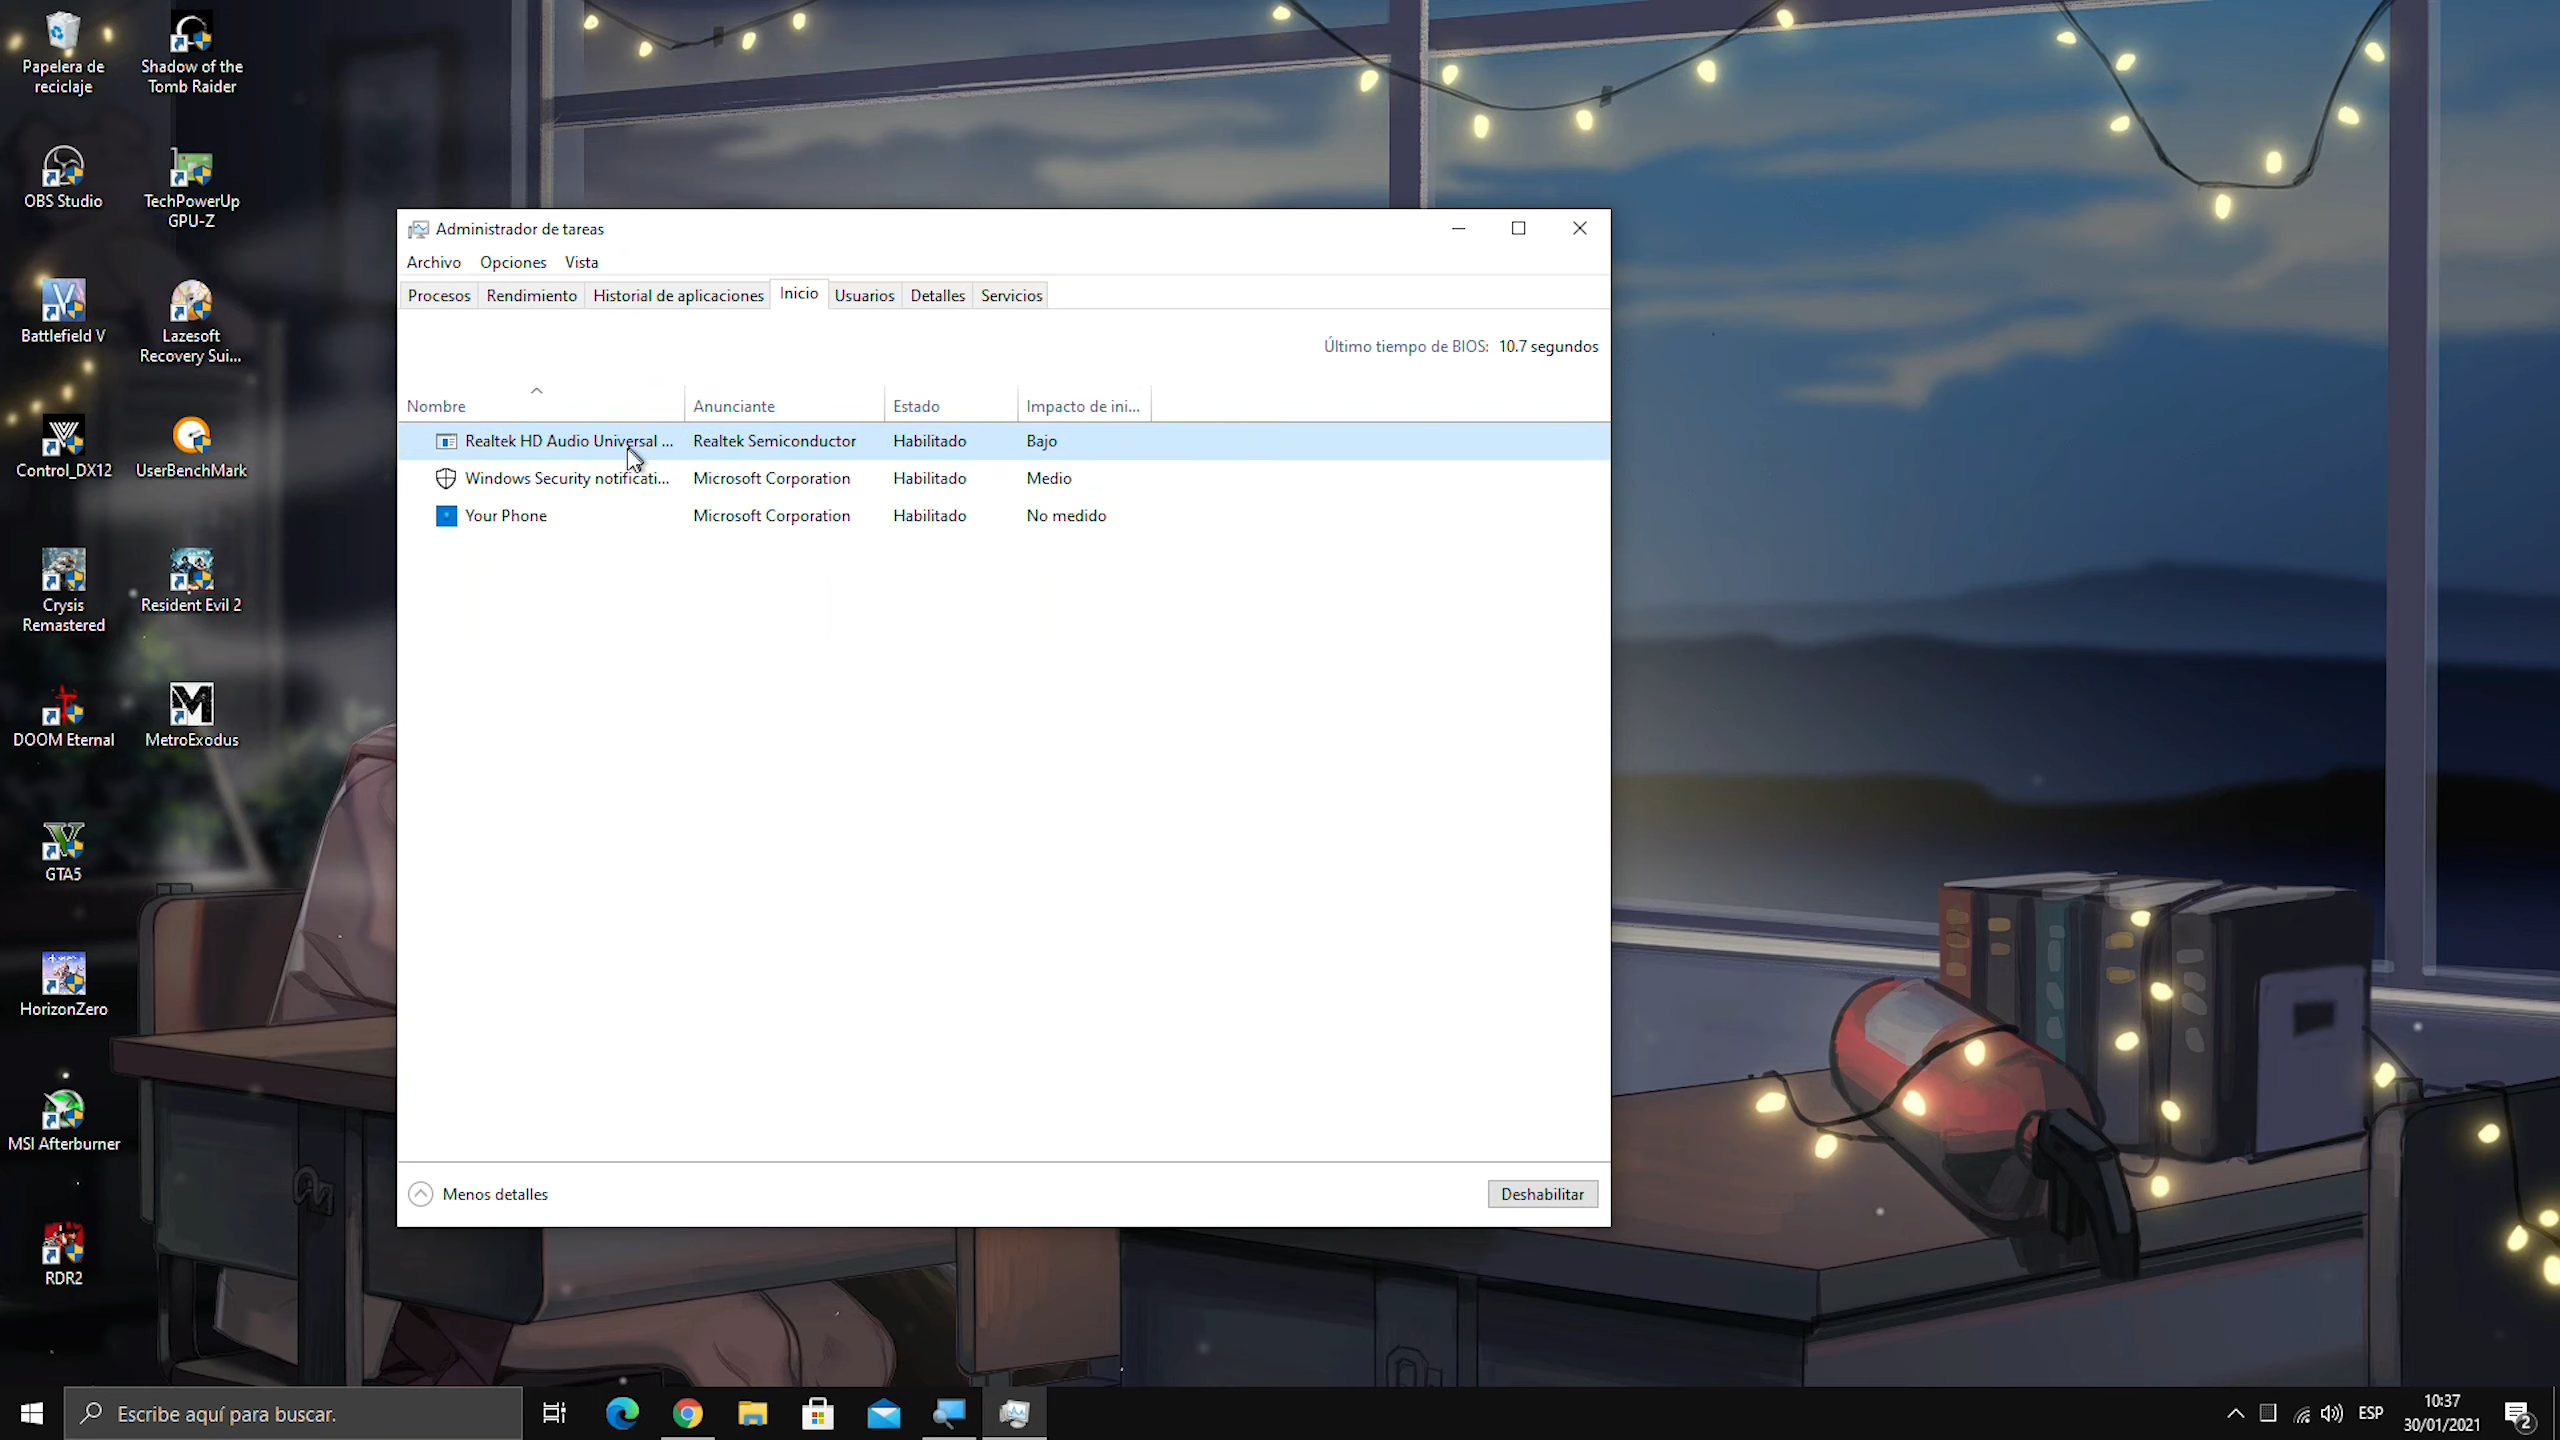 Papelera de
reciclaje
Shadow of the
Tomb Raider
OBS Studio
TechPowerUp
GPU-Z
Battlefield V
Lazesoft
Recovery Sui...
Control_DX12
UserBenchMark
Crysis
Remastered
Resident Evil 2
DOOM Eternal
MetroExodus
GTA5
HorizonZero
MSI Afterburner
RDR2
Administrador de tareas
Archivo Opciones Vista
Procesos Rendimiento Historial de aplicaciones Inicio Usuarios Detalles Servicios
Último tiempo de BIOS: 10.7 segundos
Nombre Anunciante Estado Impacto de ini...
Realtek HD Audio Universal ... Realtek Semiconductor Habilitado Bajo
Windows Security notificati... Microsoft Corporation Habilitado Medio
Your Phone Microsoft Corporation Habilitado No medido
Menos detalles Deshabilitar
Escribe aquí para buscar.
ESP
10:37
30/01/2021
2